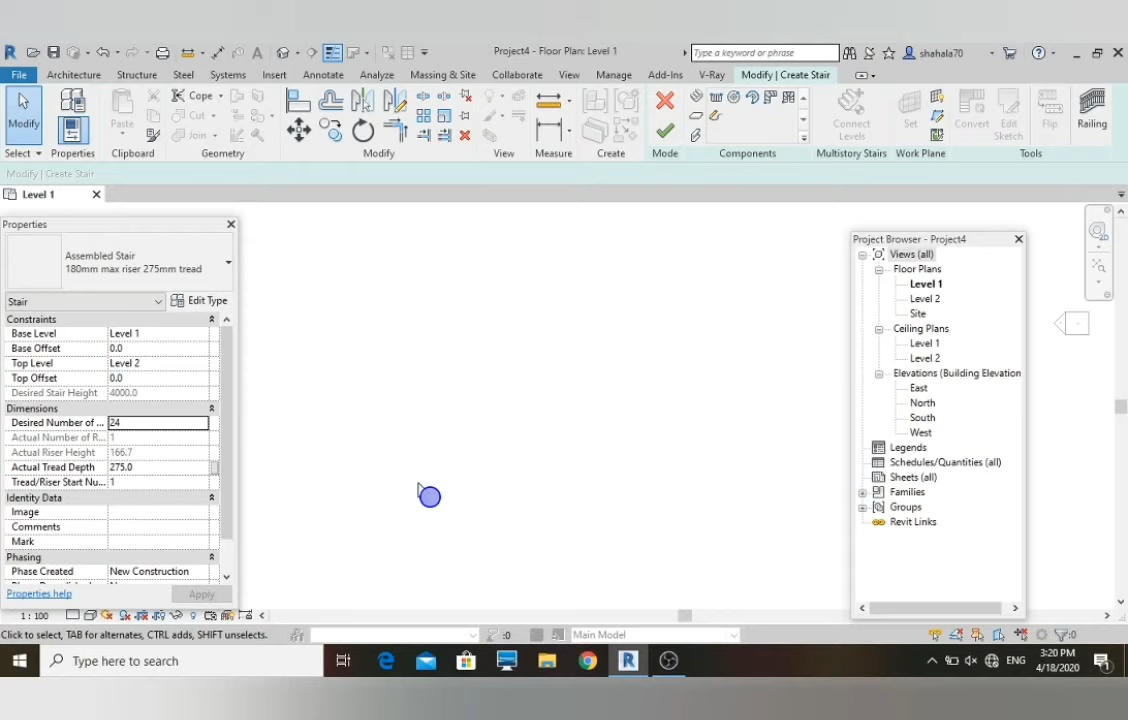 Project4 - Floor Plan: Level 1
Type a keyword or phrase
shahala70
File
Architecture
Structure
Steel
Systems
Insert
Annotate
Analyze
Massing & Site
Collaborate
View
Manage
Add-Ins
V-Ray
Modify | Create Stair
Modify
Properties
Paste
Cope
Cut
Join
Connect
Levels
Set
Convert
Edit
Sketch
Flip
Railing
Select
Properties
Clipboard
Geometry
Modify
View
Measure
Create
Mode
Components
Multistory Stairs
Work Plane
Tools
Modify | Create Stair
Level 1
Properties
Assembled Stair
180mm max riser 275mm tread
Stair
Edit Type
Constraints
Base Level Level 1
Base Offset 0.0
Top Level Level 2
Top Offset 0.0
Desired Stair Height 4000.0
Dimensions
Desired Number of ... 24
Actual Number of R... 1
Actual Riser Height 166.7
Actual Tread Depth 275.0
Tread/Riser Start Nu... 1
Identity Data
Image
Comments
Mark
Phasing
Phase Created New Construction
Properties help
Apply
Project Browser - Project4
Views (all)
Floor Plans
Level 1
Level 2
Site
Ceiling Plans
Level 1
Level 2
Elevations (Building Elevation
East
North
South
West
Legends
Schedules/Quantities (all)
Sheets (all)
Families
Groups
Revit Links
1 : 100
Click to select, TAB for alternates, CTRL adds, SHIFT unselects.
:0
Main Model
:0
Type here to search
ENG
3:20 PM
4/18/2020